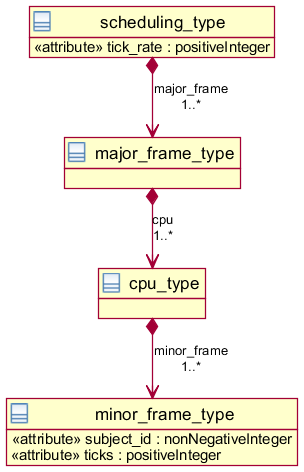 scheduling_type
«attribute» tick_rate : positiveInteger
major_frame
1..*
major_frame_type
cpu
1..*
cpu_type
minor_frame
1..*
minor_frame_type
«attribute» subject_id : nonNegativeInteger
«attribute» ticks : positiveInteger